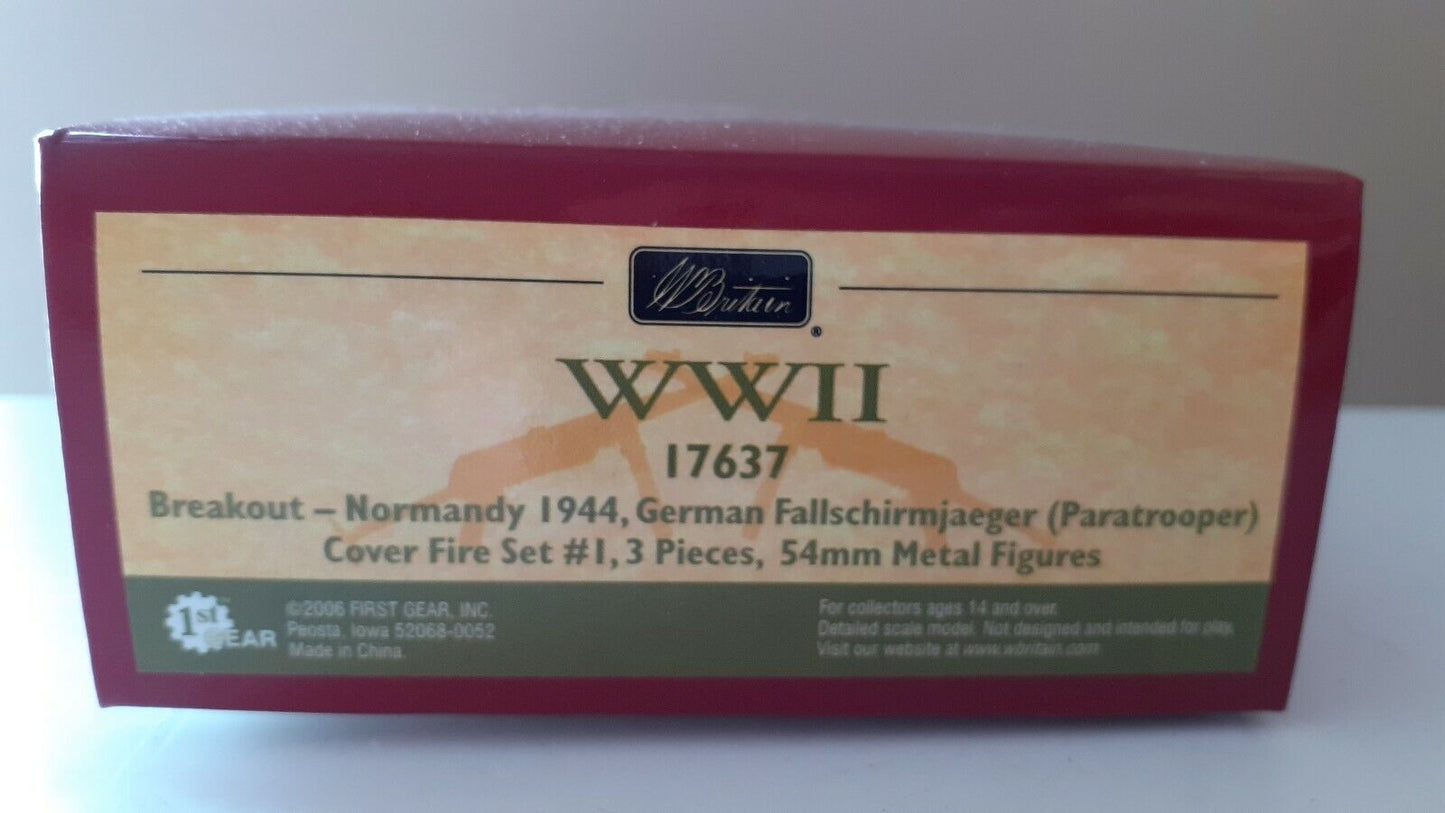 WBritain
®
WWII
17637
Breakout – Normandy 1944, German Fallschirmjaeger (Paratrooper)
Cover Fire Set #1, 3 Pieces, 54mm Metal Figures
1st GEAR
©2006 FIRST GEAR, INC.
Peosta, Iowa 52068-0052
Made in China.
For collectors ages 14 and over.
Detailed scale model. Not designed and intended for play.
Visit our website at www.wbritain.com